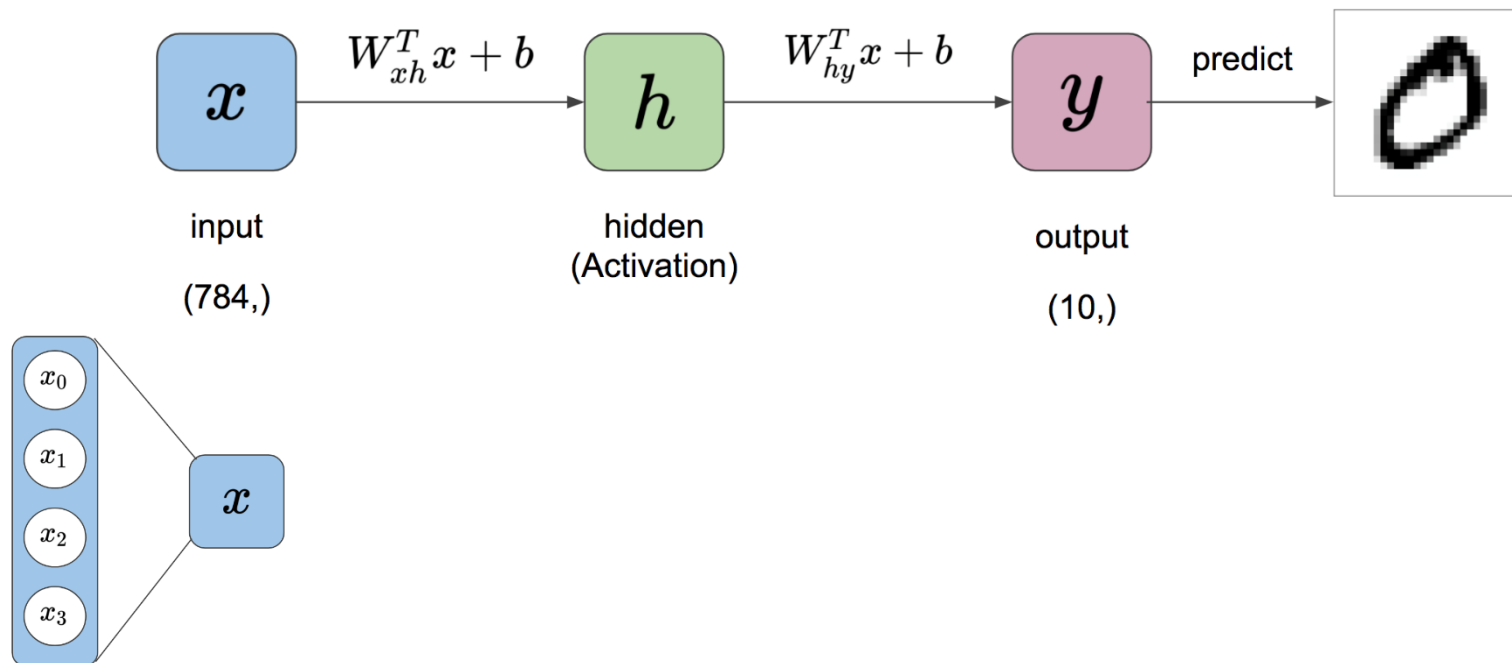 x
W_{xh}^T x + b
h
W_{hy}^T x + b
y
predict
input
hidden
(Activation)
output
(784,)
(10,)
x_0
x_1
x_2
x_3
x